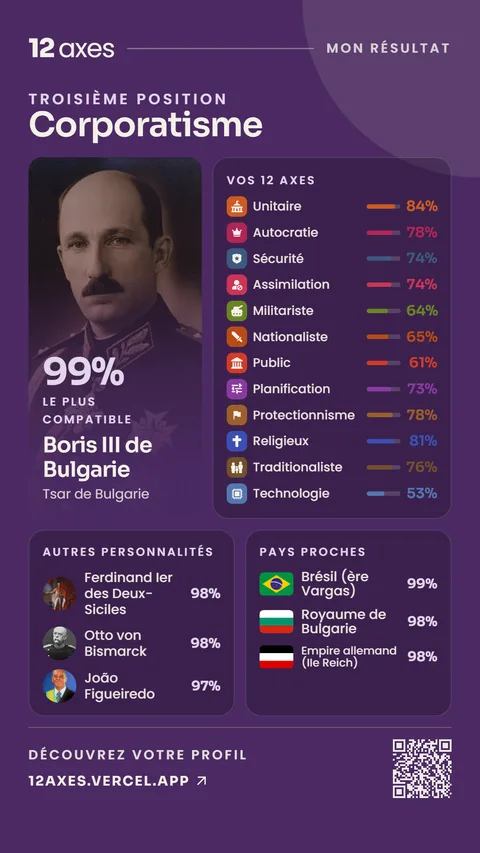 12 axes
MON RÉSULTAT
TROISIÈME POSITION
Corporatisme
99%
LE PLUS
COMPATIBLE
Boris III de
Bulgarie
Tsar de Bulgarie
VOS 12 AXES
Unitaire 84%
Autocratie 78%
Sécurité 74%
Assimilation 74%
Militariste 64%
Nationaliste 65%
Public 61%
Planification 73%
Protectionnisme 78%
Religieux 81%
Traditionaliste 76%
Technologie 53%
AUTRES PERSONNALITÉS
Ferdinand Ier
des Deux-
Siciles
98%
Otto von
Bismarck
98%
João
Figueiredo
97%
PAYS PROCHES
Brésil (ère
Vargas)
99%
Royaume de
Bulgarie
98%
Empire allemand
(IIe Reich)
98%
DÉCOUVREZ VOTRE PROFIL
12AXES.VERCEL.APP ↗